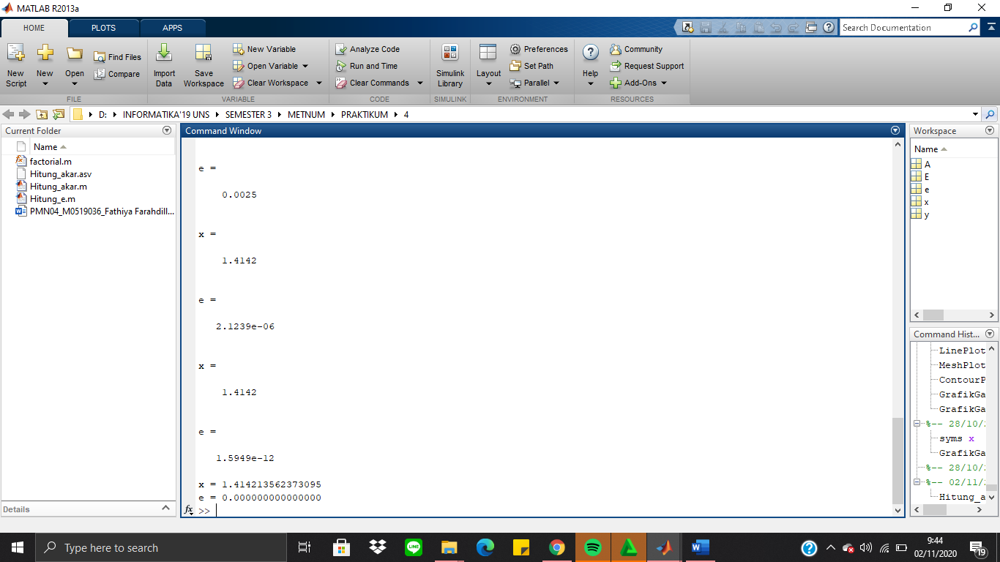 MATLAB R2013a
HOME PLOTS APPS
Search Documentation
New Script
New
Open
Find Files
Compare
FILE
Import Data
Save Workspace
New Variable
Open Variable
Clear Workspace
VARIABLE
Analyze Code
Run and Time
Clear Commands
CODE
Simulink Library
SIMULINK
Layout
Preferences
Set Path
Parallel
ENVIRONMENT
Help
Community
Request Support
Add-Ons
RESOURCES
D: INFORMATIKA'19 UNS SEMESTER 3 METNUM PRAKTIKUM 4
Current Folder
Name
factorial.m
Hitung_akar.asv
Hitung_akar.m
Hitung_e.m
PMN04_M0519036_Fathiya Farahdill...
Details
Command Window
e =
0.0025
x =
1.4142
e =
2.1239e-06
x =
1.4142
e =
1.5949e-12
x = 1.414213562373095
e = 0.000000000000000
fx >>
Workspace
Name
A
E
e
x
y
Command Hist...
LinePlot
MeshPlot
ContourP
GrafikGa
GrafikGa
%-- 28/10/
syms x
GrafikGa
%-- 28/10/
%-- 02/11/
Hitung_a
Type here to search
LINE
9:44
02/11/2020
19